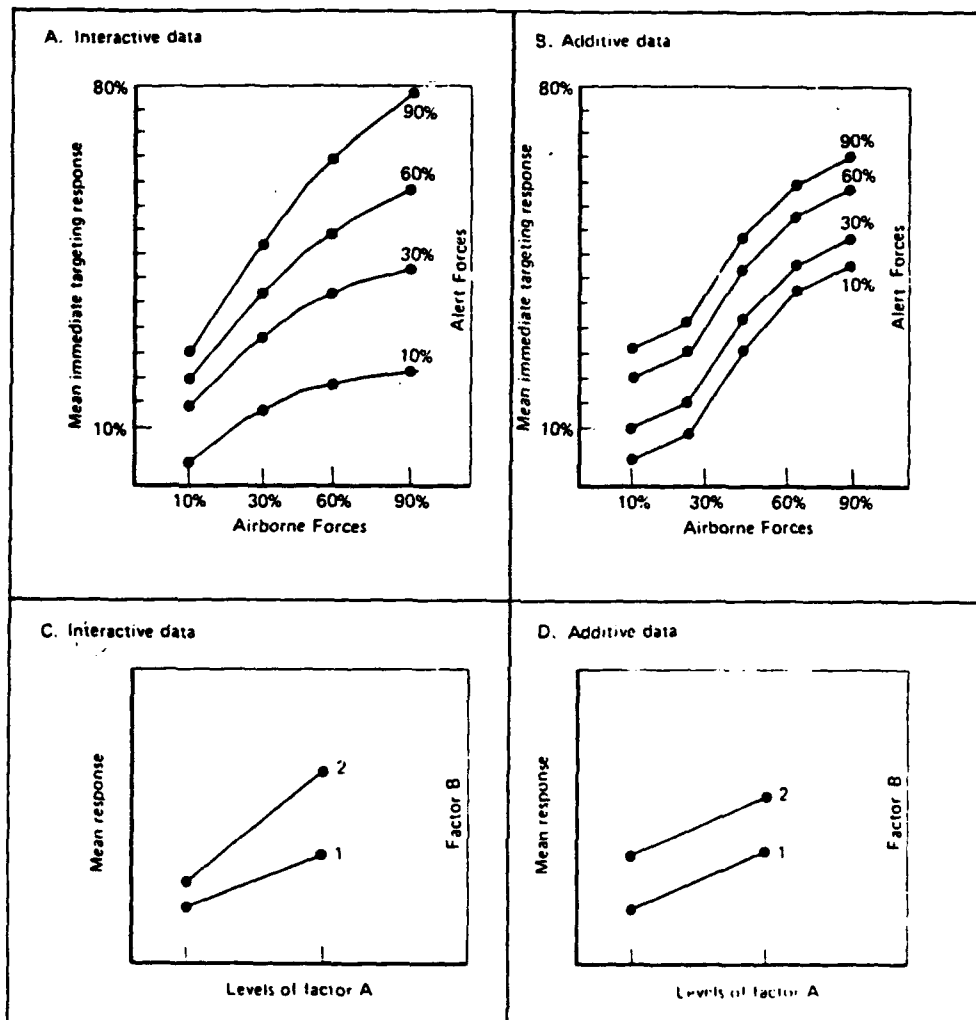 A. Interactive data
80%
90%
60%
30%
10%
10%
Mean immediate targeting response
Alert Forces
10% 30% 60% 90%
Airborne Forces
B. Additive data
80%
90%
60%
30%
10%
10%
Mean immediate targeting response
Alert Forces
10% 30% 60% 90%
Airborne Forces
C. Interactive data
2
1
Mean response
Factor B
Levels of factor A
D. Additive data
2
1
Mean response
Factor B
Levels of factor A